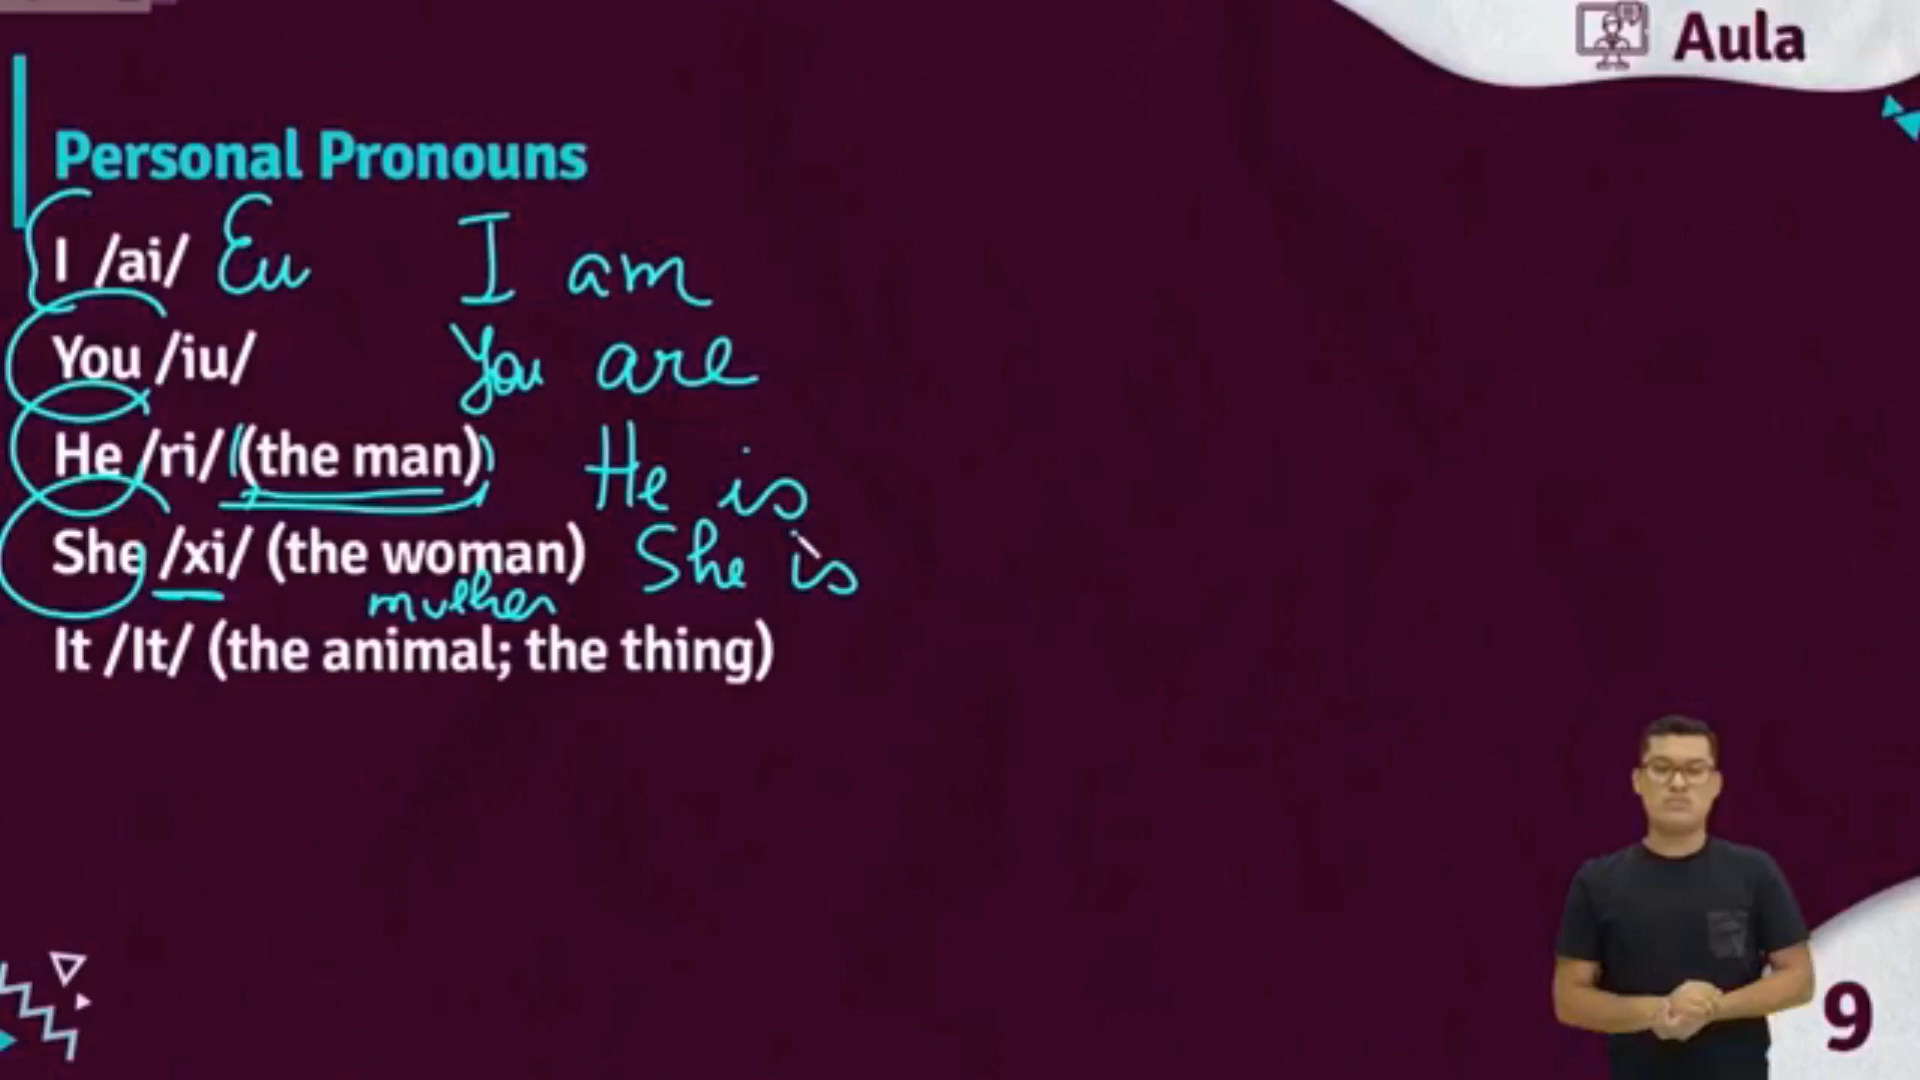 Aula
Personal Pronouns
I /ai/ Eu I am
You /iu/ You are
He /ri/ (the man) He is
She /xi/ (the woman) She is
mulher
It /It/ (the animal; the thing)
9